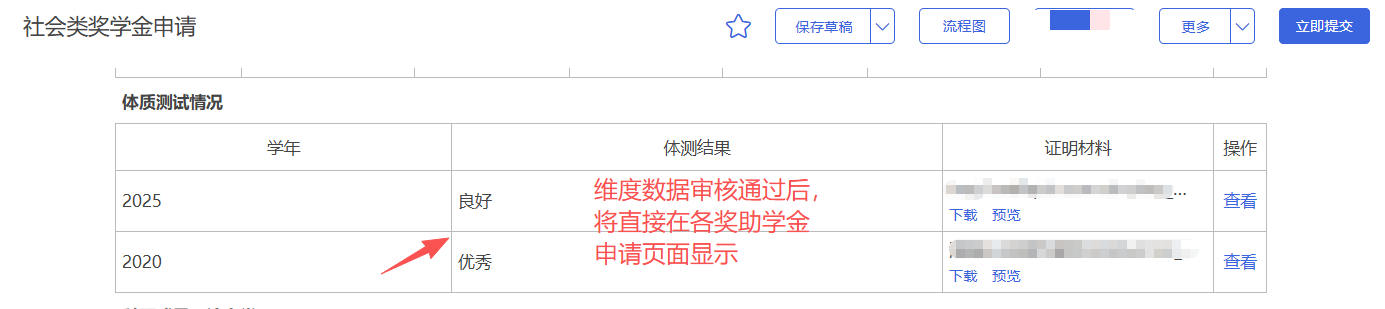 社会类奖学金申请
保存草稿
流程图
更多
立即提交
体质测试情况
学年
体测结果
证明材料
操作
2025
良好
维度数据审核通过后，
将直接在各奖助学金
申请页面显示
...
下载
预览
查看
2020
优秀
下载
预览
查看